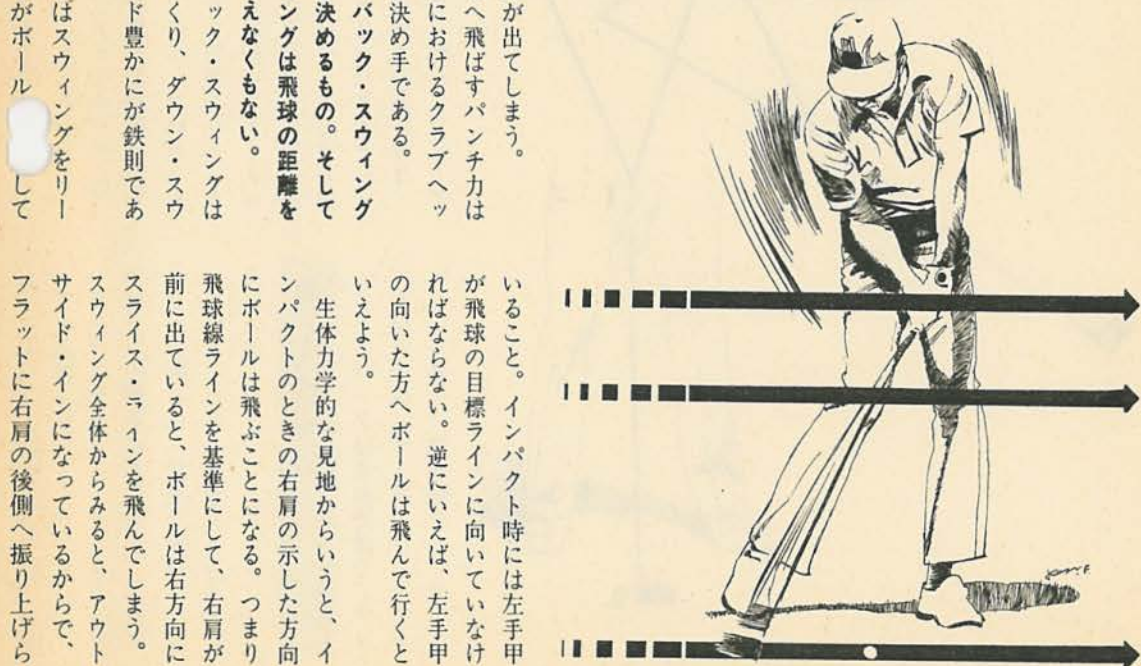 が出てしまう。
へ飛ばすパンチ力は
におけるクラブヘッ
決め手である。
バック・スウィング
決めるもの。そして
ングは飛球の距離を
えなくもない。
ック・スウィングは
くり、ダウン・スウ
ド豊かにが鉄則であ
ばスウィングをリー
がボール
して
いること。インパクト時には左手甲
が飛球の目標ラインに向いていなけ
ればならない。逆にいえば、左手甲
の向いた方へボールは飛んで行くと
いえよう。
生体力学的な見地からいうと、イ
ンパクトのときの右肩の示した方向
にボールは飛ぶことになる。つまり
飛球線ラインを基準にして、右肩が
前に出ていると、ボールは右方向に
スライス・ラインを飛んでしまう。
スウィング全体からみると、アウト
サイド・インになっているからで、
フラットに右肩の後側へ振り上げら